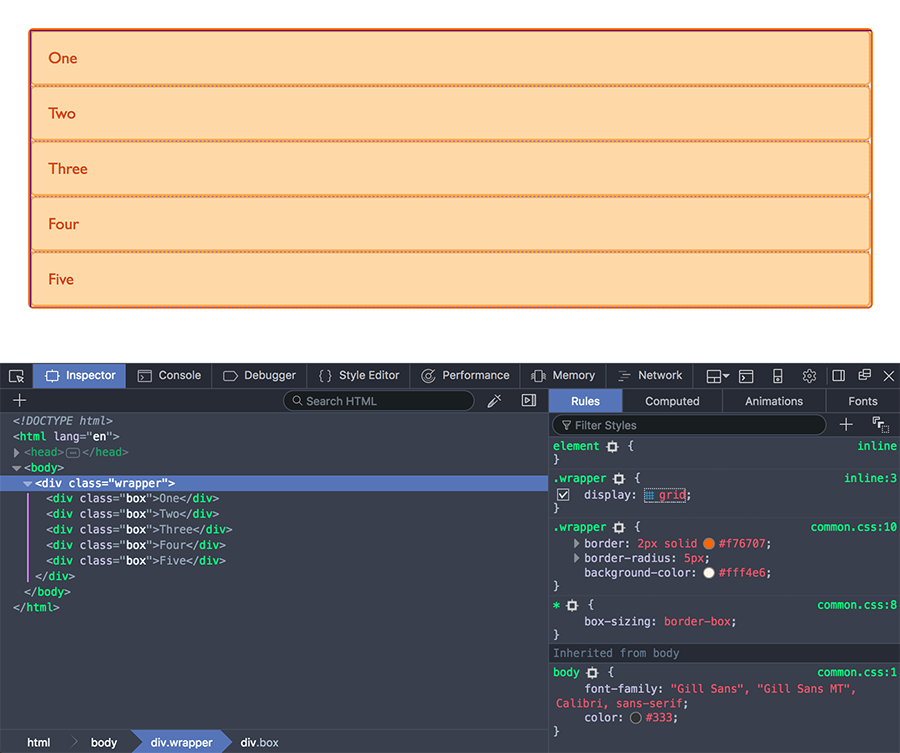 One
Two
Three
Four
Five
Inspector Console Debugger { } Style Editor Performance Memory Network
+ Search HTML Rules Computed Animations Fonts
Filter Styles +
<!DOCTYPE html>
<html lang="en">
<head></head>
<body>
<div class="wrapper">
<div class="box">One</div>
<div class="box">Two</div>
<div class="box">Three</div>
<div class="box">Four</div>
<div class="box">Five</div>
</div>
</body>
</html>
element { inline
}
.wrapper { inline:3
display: grid;
}
.wrapper { common.css:10
border: 2px solid #f76707;
border-radius: 5px;
background-color: #fff4e6;
}
* { common.css:8
box-sizing: border-box;
}
Inherited from body
body { common.css:1
font-family: "Gill Sans", "Gill Sans MT",
Calibri, sans-serif;
color: #333;
}
html body div.wrapper div.box